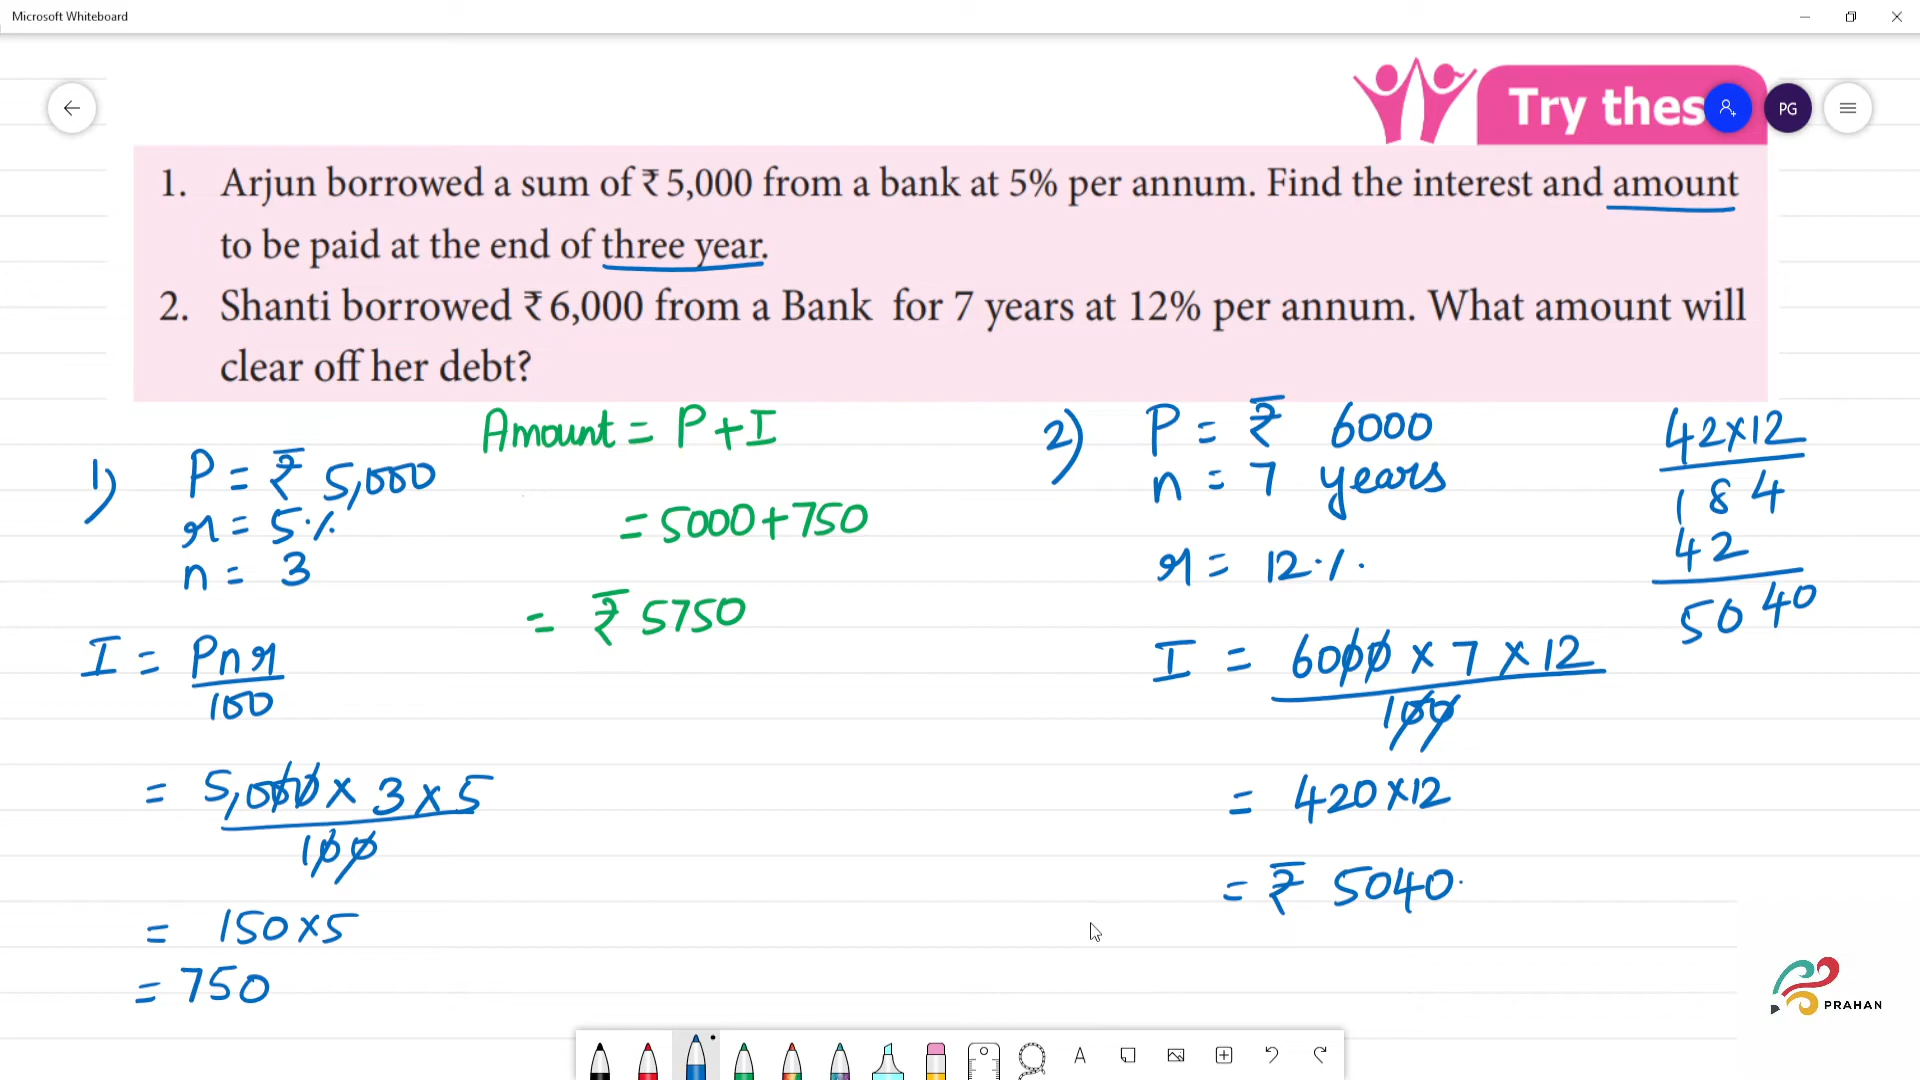 Microsoft Whiteboard
Try thes
PG
1. Arjun borrowed a sum of ₹5,000 from a bank at 5% per annum. Find the interest and amount
to be paid at the end of three year.
2. Shanti borrowed ₹6,000 from a Bank for 7 years at 12% per annum. What amount will
clear off her debt?
1)
P = ₹ 5,000
r = 5%
n = 3
I = Pnr
100
= 5,000 × 3 × 5
100
= 150×5
= 750
Amount = P+I
= 5000+750
= ₹ 5750
2)
P = ₹ 6000
n = 7 years
r = 12%.
I = 6000 × 7 × 12
100
= 420×12
= ₹ 5040.
42×12
184
42
5040
PRAHAN
A